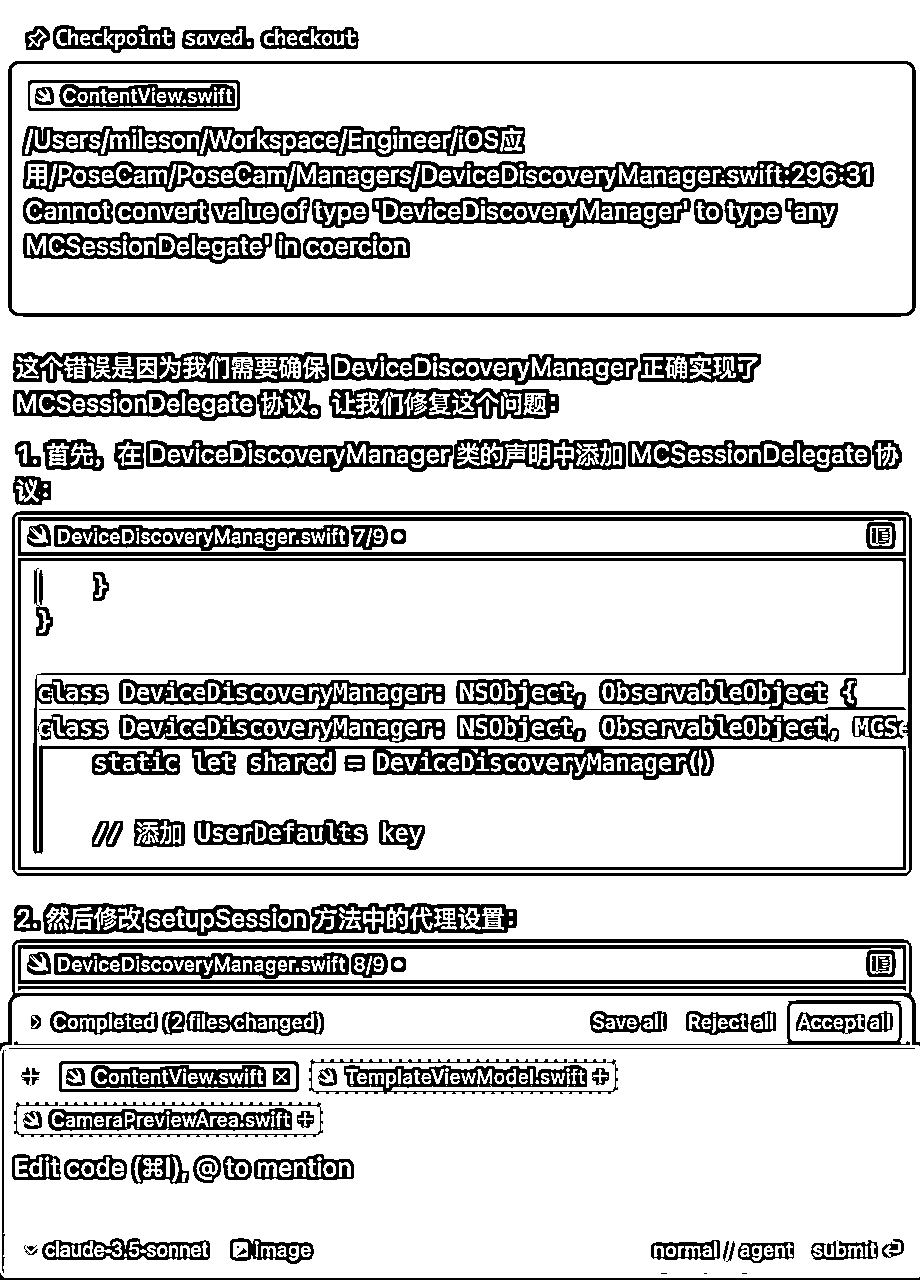 Checkpoint saved. checkout
ContentView.swift
/Users/mileson/Workspace/Engineer/iOS应
用/PoseCam/PoseCam/Managers/DeviceDiscoveryManager.swift:296:31
Cannot convert value of type 'DeviceDiscoveryManager' to type 'any
MCSessionDelegate' in coercion
这个错误是因为我们需要确保 DeviceDiscoveryManager 正确实现了
MCSessionDelegate 协议。让我们修复这个问题：
1. 首先，在 DeviceDiscoveryManager 类的声明中添加 MCSessionDelegate 协
议：
DeviceDiscoveryManager.swift 7/9
}
}
class DeviceDiscoveryManager: NSObject, ObservableObject {
class DeviceDiscoveryManager: NSObject, ObservableObject, MCSe
static let shared = DeviceDiscoveryManager()
// 添加 UserDefaults key
2. 然后修改 setupSession 方法中的代理设置：
DeviceDiscoveryManager.swift 8/9
Completed (2 files changed) Save all Reject all Accept all
ContentView.swift TemplateViewModel.swift
CameraPreviewArea.swift
Edit code (⌘I), @ to mention
claude-3.5-sonnet image normal // agent submit